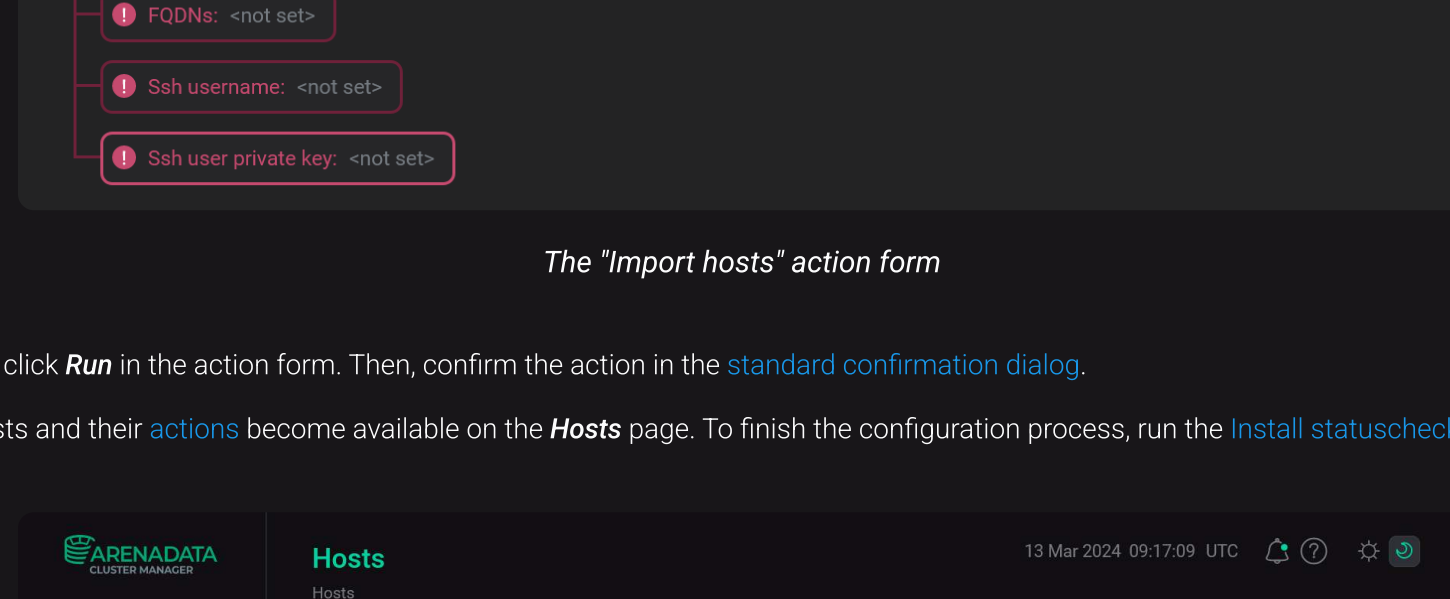 ! FQDNs: <not set>
! Ssh username: <not set>
! Ssh user private key: <not set>
The "Import hosts" action form
click Run in the action form. Then, confirm the action in the standard confirmation dialog.
and their actions become available on the Hosts page. To finish the configuration process, run the Install
ARENADATA
CLUSTER MANAGER
Hosts
13 Mar 2024 09:17:09 UTC
?
Hosts